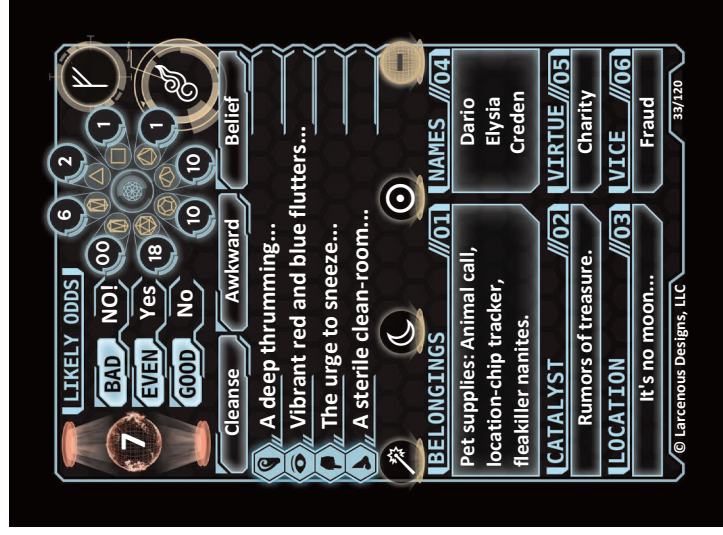 7
LIKELY ODDS
BAD NO!
EVEN Yes
GOOD No
00
6
2
1
1
10
10
18
Cleanse
Awkward
Belief
A deep thrumming...
Vibrant red and blue flutters...
The urge to sneeze...
A sterile clean-room...
BELONGINGS //01
Pet supplies: Animal call,
location-chip tracker,
fleakiller nanites.
NAMES //04
Dario
Elysia
Creden
CATALYST //02
Rumors of treasure.
VIRTUE //05
Charity
LOCATION //03
It's no moon...
VICE //06
Fraud
© Larcenous Designs, LLC
33/120